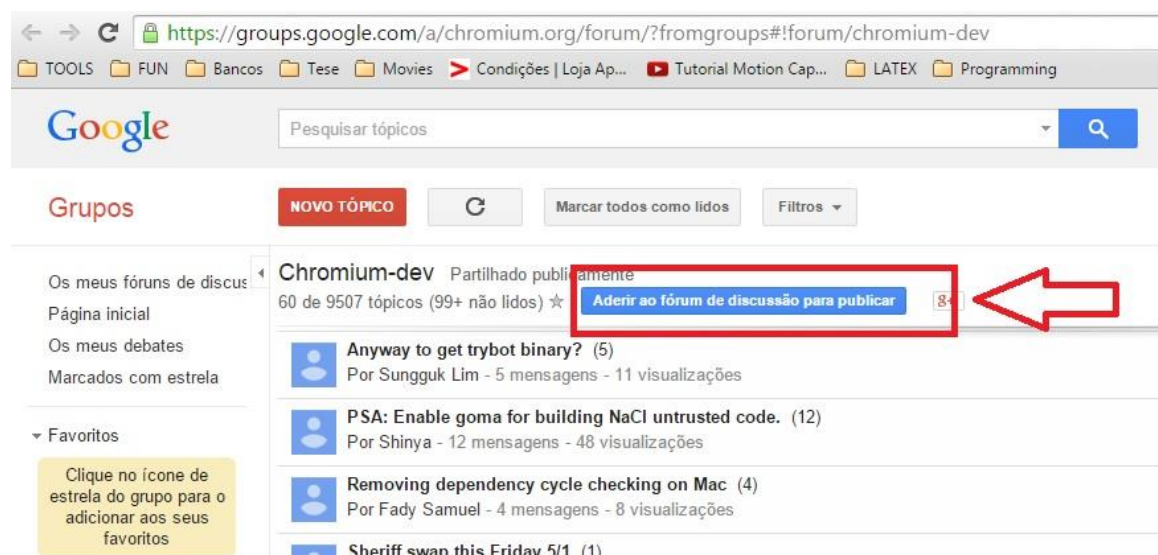 https://groups.google.com/a/chromium.org/forum/?fromgroups#!forum/chromium-dev
TOOLS FUN Bancos Tese Movies Condições | Loja Ap... Tutorial Motion Cap... LATEX Programming
Google Pesquisar tópicos
Grupos NOVO TÓPICO Marcar todos como lidos Filtros
Os meus fóruns de discus
Página inicial
Os meus debates
Marcados com estrela
Favoritos
Clique no ícone de
estrela do grupo para o
adicionar aos seus
favoritos
Chromium-dev Partilhado publicamente
60 de 9507 tópicos (99+ não lidos) Aderir ao fórum de discussão para publicar g+
Anyway to get trybot binary? (5)
Por Sungguk Lim - 5 mensagens - 11 visualizações
PSA: Enable goma for building NaCl untrusted code. (12)
Por Shinya - 12 mensagens - 48 visualizações
Removing dependency cycle checking on Mac (4)
Por Fady Samuel - 4 mensagens - 8 visualizações
Sheriff swap this Friday 5/1 (1)